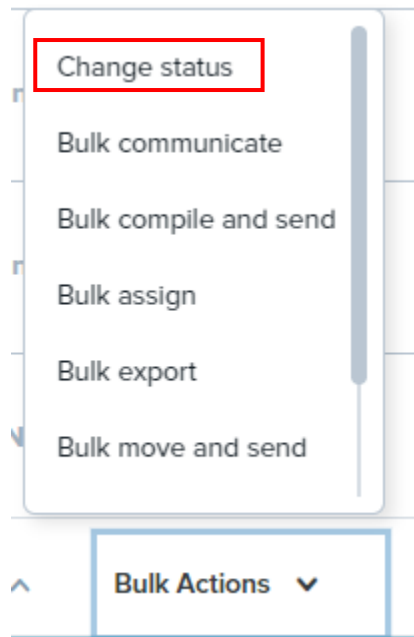 Change status
Bulk communicate
Bulk compile and send
Bulk assign
Bulk export
Bulk move and send
Bulk Actions